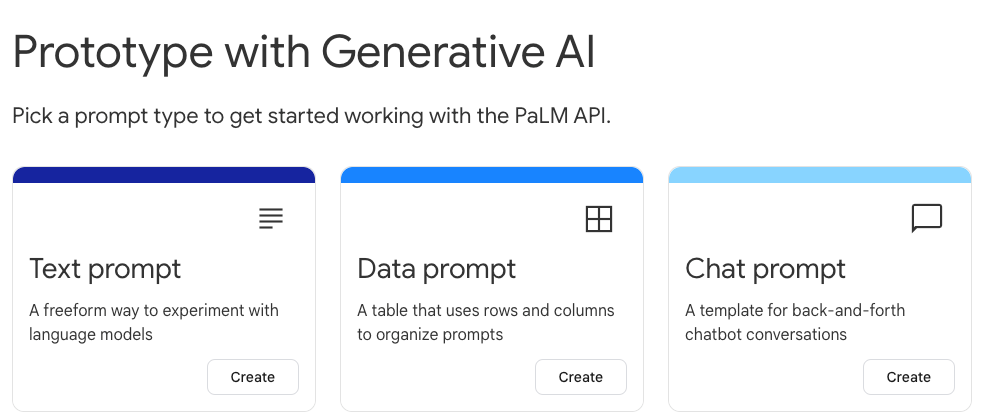 Prototype with Generative AI
Pick a prompt type to get started working with the PaLM API.
Text prompt
A freeform way to experiment with
language models
Create
Data prompt
A table that uses rows and columns
to organize prompts
Create
Chat prompt
A template for back-and-forth
chatbot conversations
Create